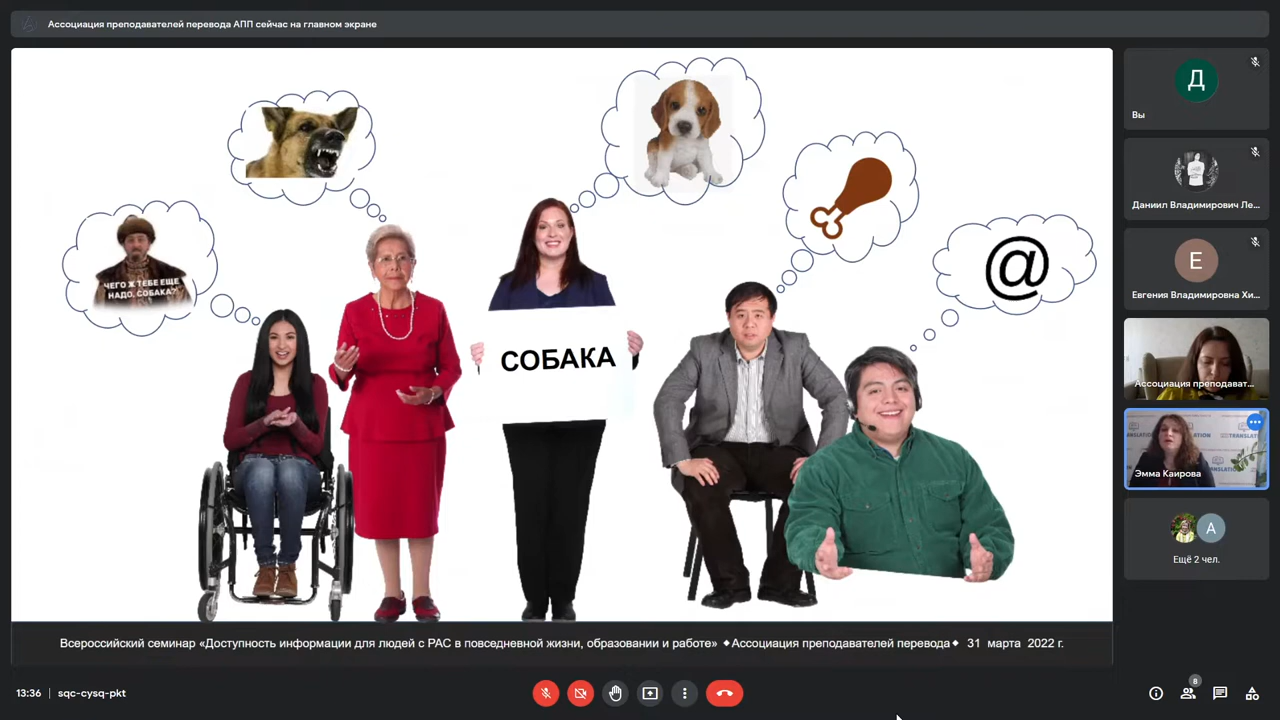 Ассоциация преподавателей перевода АПП сейчас на главном экране
ЧЕГО Ж ТЕБЕ ЕЩЕ
НАДО, СОБАКА?
@
СОБАКА
Всероссийский семинар «Доступность информации для людей с РАС в повседневной жизни, образовании и работе» ◆Ассоциация преподавателей перевода◆ 31 марта 2022 г.
Д
Вы
Даниил Владимирович Ле...
Е
Евгения Владимировна Хи...
Ассоциация преподават...
TRANSLATION
TRANSLATION
Эмма Каирова
А
Ещё 2 чел.
13:36 | sqc-cysq-pkt
8